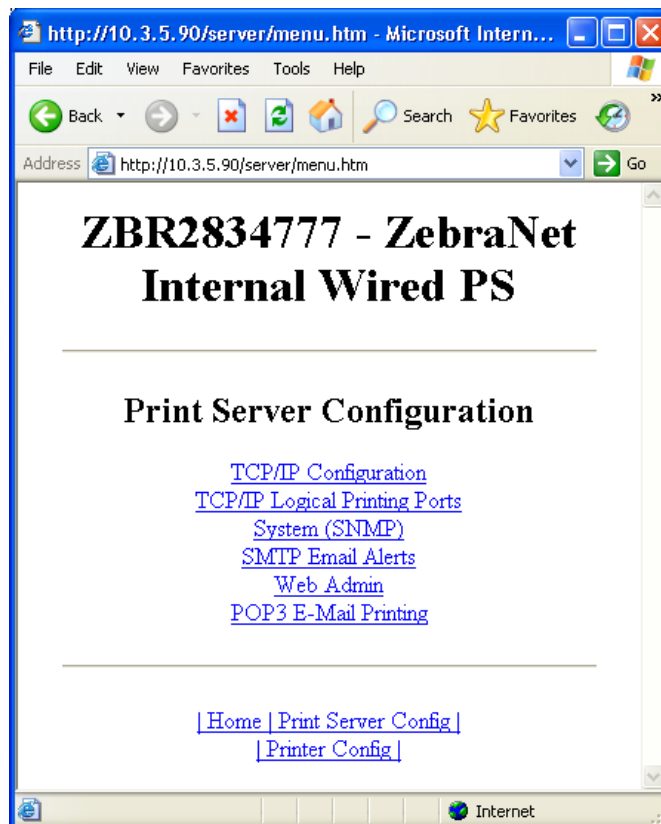 http://10.3.5.90/server/menu.htm - Microsoft Intern...
File Edit View Favorites Tools Help
Back Search Favorites »
Address http://10.3.5.90/server/menu.htm Go
ZBR2834777 - ZebraNet
Internal Wired PS
Print Server Configuration
TCP/IP Configuration
TCP/IP Logical Printing Ports
System (SNMP)
SMTP Email Alerts
Web Admin
POP3 E-Mail Printing
| Home | Print Server Config |
| Printer Config |
Internet